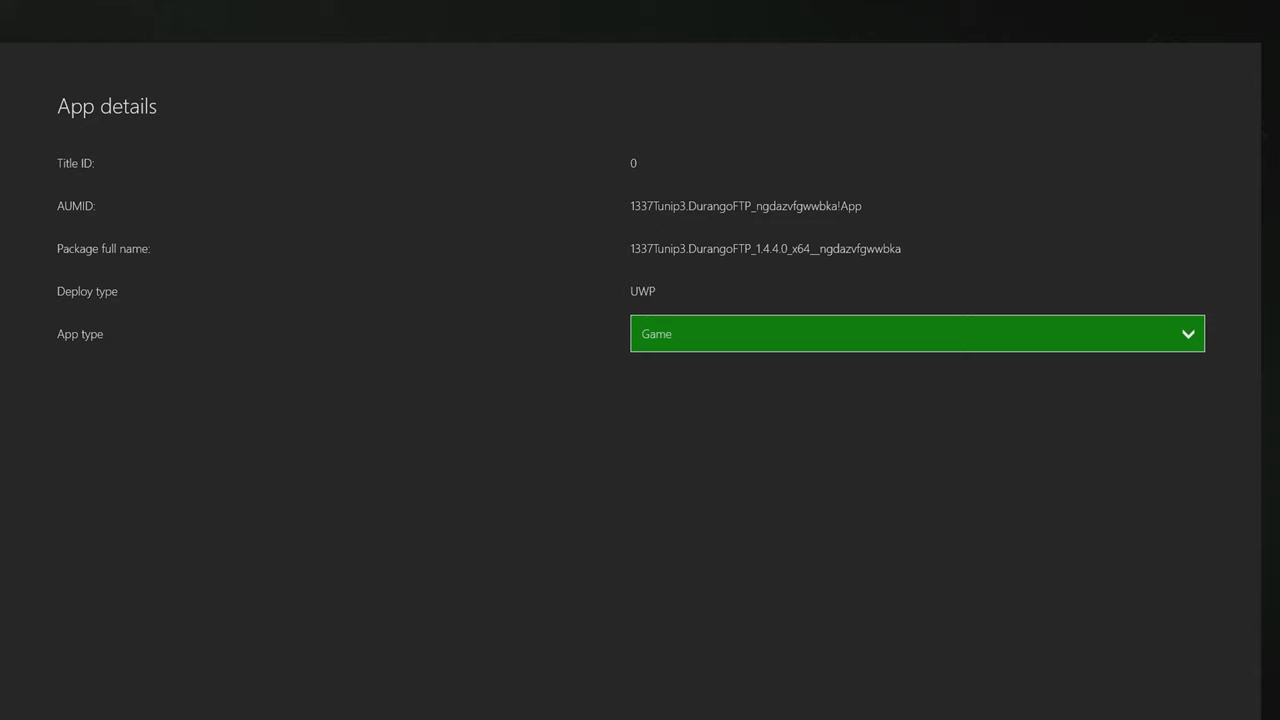 App details
Title ID: 0
AUMID: 1337Tunip3.DurangoFTP_ngdazvfgwwbka!App
Package full name: 1337Tunip3.DurangoFTP_1.4.4.0_x64__ngdazvfgwwbka
Deploy type UWP
App type Game